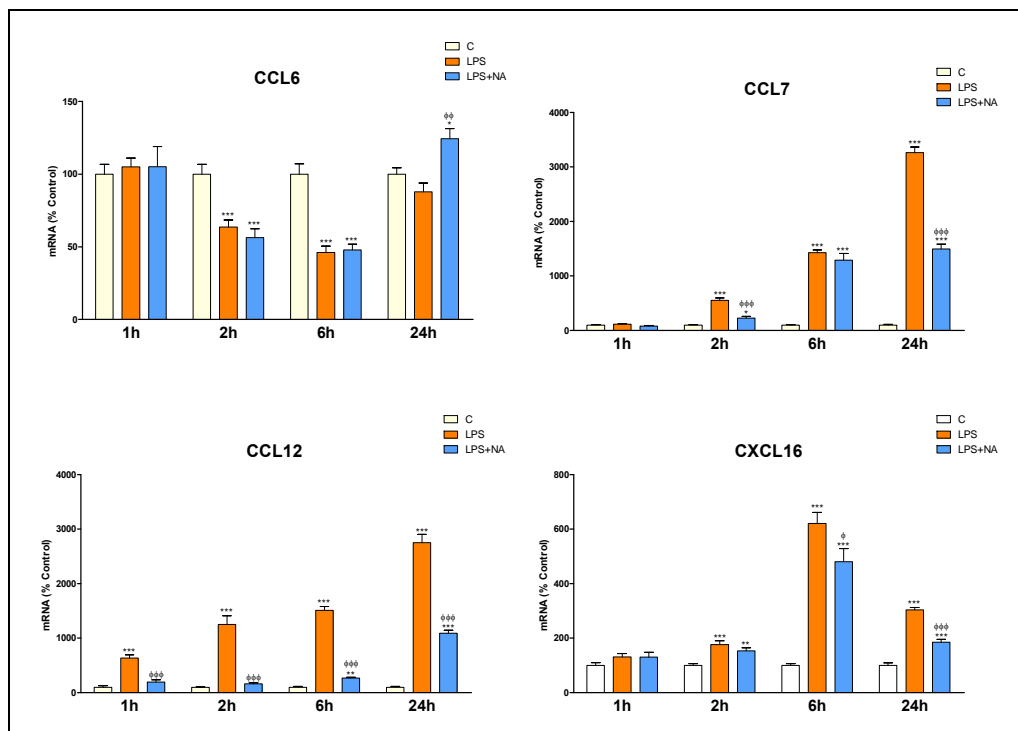 CCL6
C
LPS
LPS+NA
mRNA (% Control)
150
100
50
0
***
***
***
***
ϕϕ
*
1h 2h 6h 24h
CCL7
C
LPS
LPS+NA
mRNA (% Control)
4000
3000
2000
1000
0
***
ϕϕϕ
*
***
***
***
ϕϕϕ
***
1h 2h 6h 24h
CCL12
C
LPS
LPS+NA
mRNA (% Control)
4000
3000
2000
1000
0
***
ϕϕϕ
***
ϕϕϕ
***
ϕϕϕ
**
***
ϕϕϕ
***
1h 2h 6h 24h
CXCL16
C
LPS
LPS+NA
mRNA (% Control)
800
600
400
200
0
***
**
***
ϕ
***
***
ϕϕϕ
***
1h 2h 6h 24h